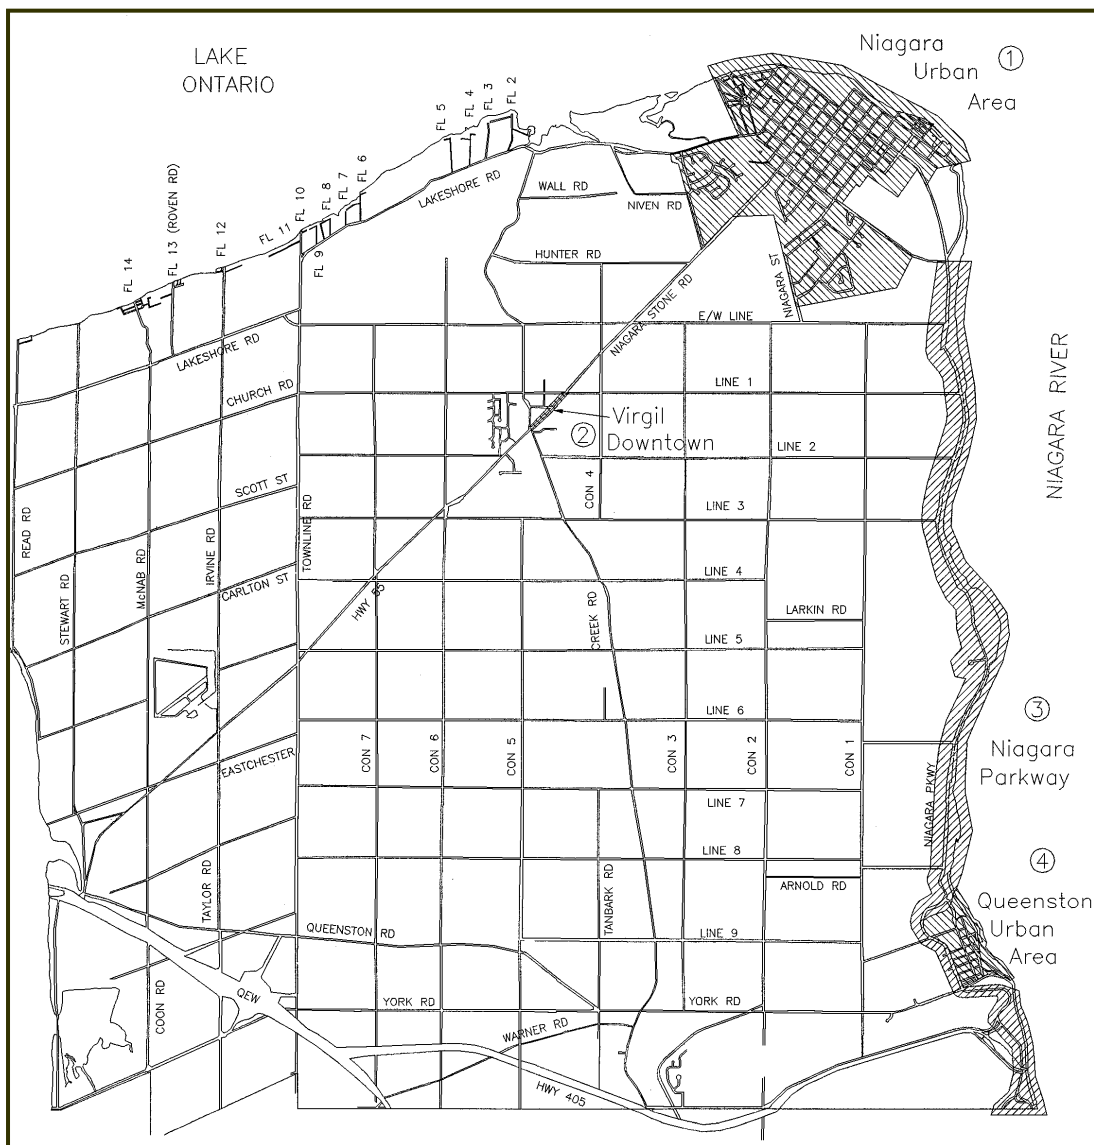 LAKE
ONTARIO
Niagara
Urban
Area
1
FL 2
FL 3
FL 4
FL 5
FL 6
FL 7
FL 8
FL 9
FL 10
FL 11
FL 12
FL 13 (ROVEN RD)
FL 14
LAKESHORE RD
WALL RD
NIVEN RD
HUNTER RD
NIAGARA ST
NIAGARA STONE RD
E/W LINE
LAKESHORE RD
CHURCH RD
LINE 1
Virgil
Downtown
2
LINE 2
NIAGARA RIVER
SCOTT ST
CON 4
LINE 3
READ RD
STEWART RD
McNAB RD
IRVINE RD
TOWNLINE RD
CARLTON ST
HWY 55
LINE 4
CREEK RD
LARKIN RD
LINE 5
LINE 6
3
Niagara
Parkway
EASTCHESTER
CON 7
CON 6
CON 5
CON 3
CON 2
CON 1
NIAGARA PKWY
LINE 7
LINE 8
4
Queenston
Urban
Area
TAYLOR RD
TANBARK RD
ARNOLD RD
QUEENSTON RD
LINE 9
COON RD
QEW
YORK RD
YORK RD
WARNER RD
HWY 405